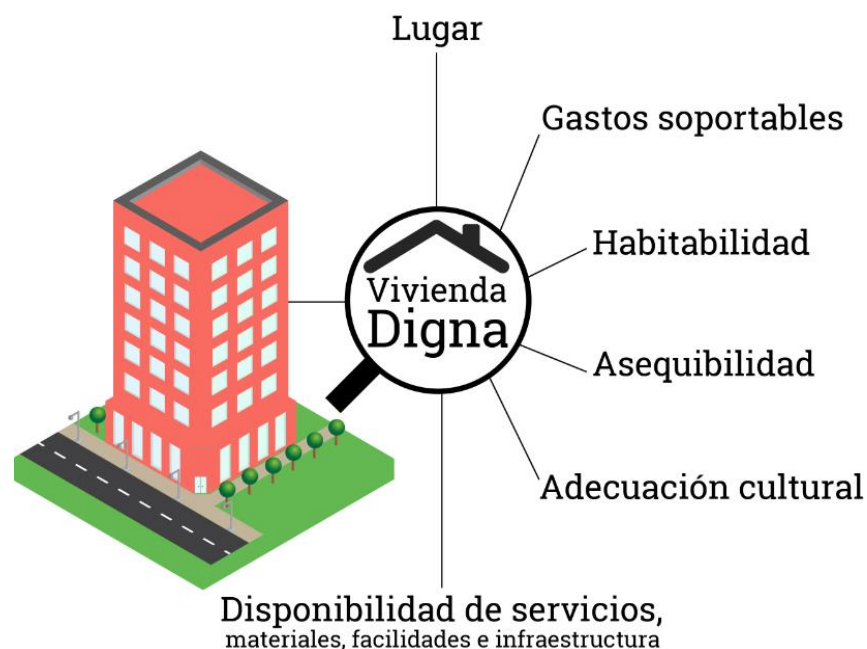 Lugar
Gastos soportables
Habitabilidad
Vivienda
Digna
Asequibilidad
Adecuación cultural
Disponibilidad de servicios,
materiales, facilidades e infraestructura